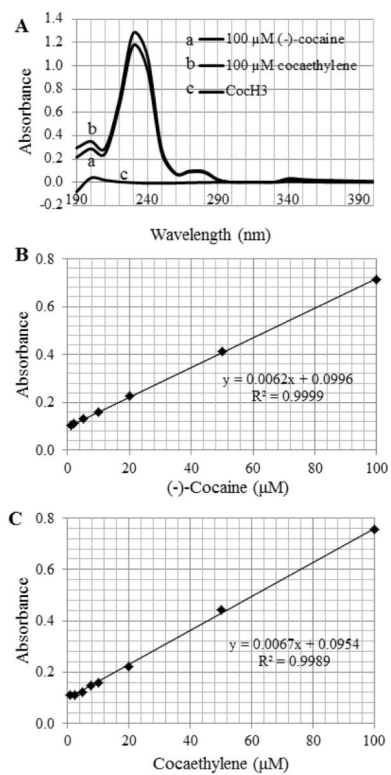 A
1.4
1.2
1.0
0.8
0.6
0.4
0.2
0.0
-0.2
Absorbance
a 100 µM (-)-cocaine
b 100 µM cocaethylene
c CocH3
b
a
c
190 240 290 340 390
Wavelength (nm)
B
0.8
0.6
0.4
0.2
0.0
Absorbance
y = 0.0062x + 0.0996
R² = 0.9999
0 20 40 60 80 100
(-)-Cocaine (µM)
C
0.8
0.6
0.4
0.2
0.0
Absorbance
y = 0.0067x + 0.0954
R² = 0.9989
0 20 40 60 80 100
Cocaethylene (µM)